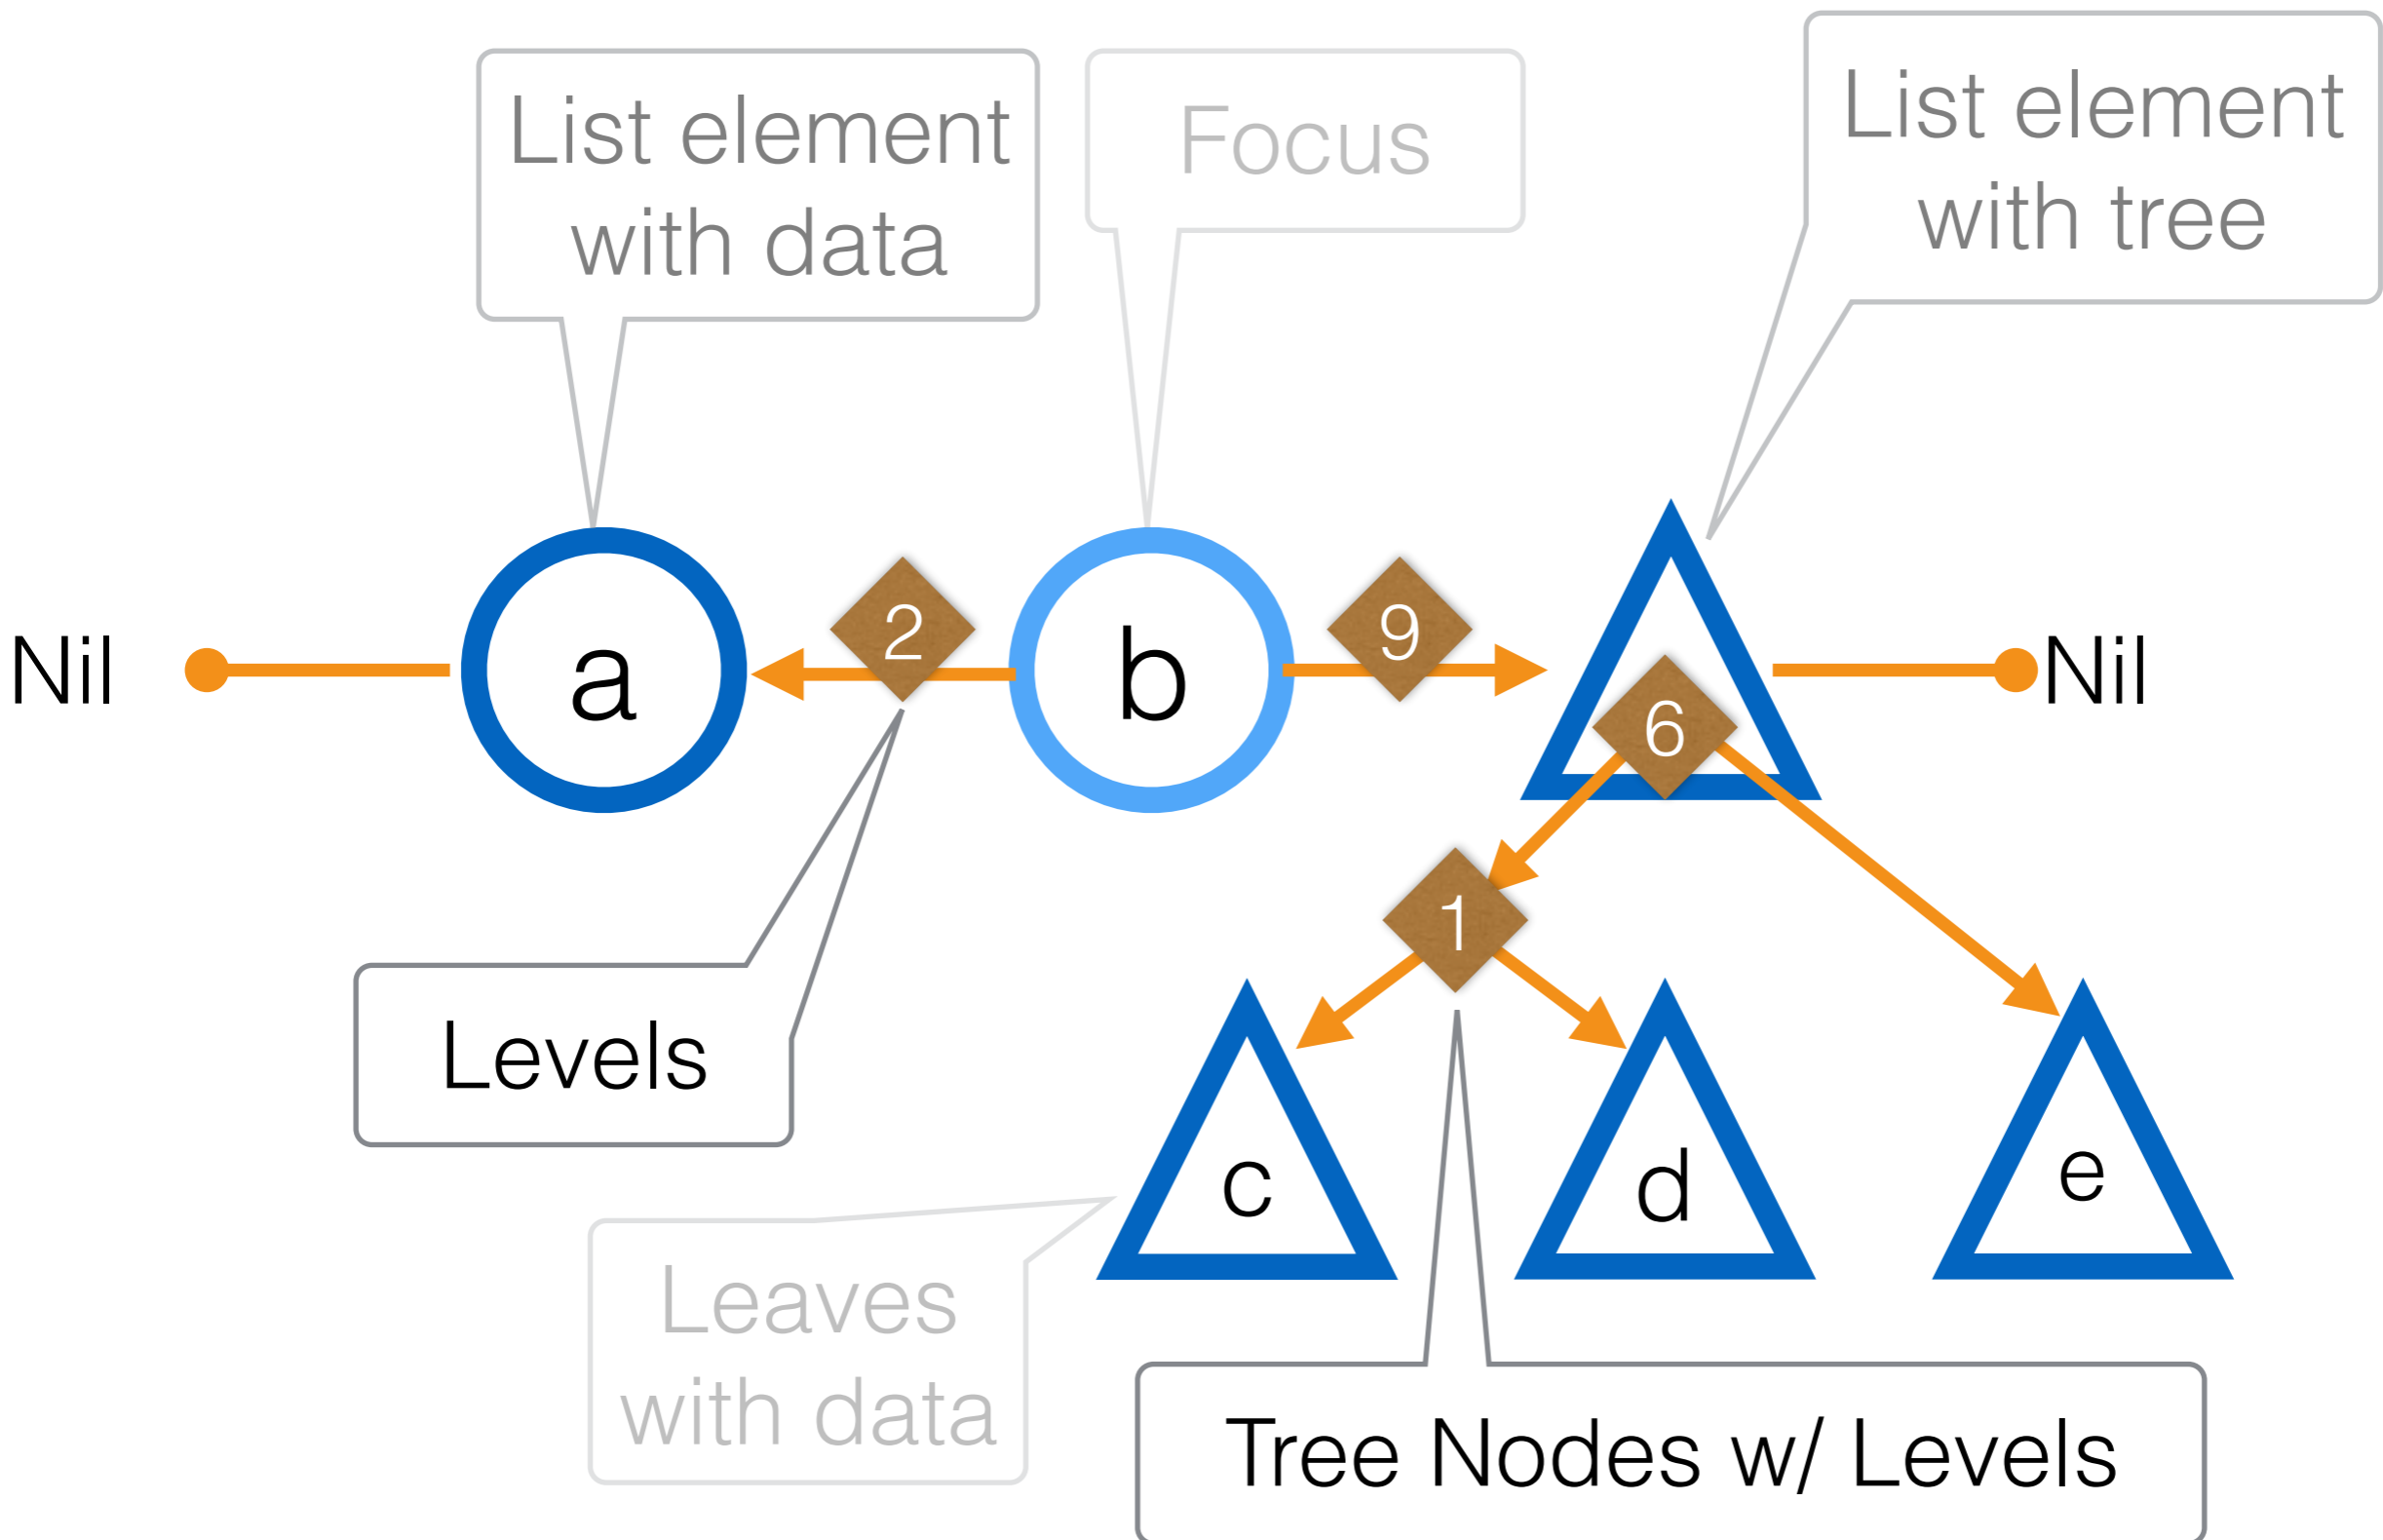 List element
with data
Focus
List element
with tree
Nil
a
2
b
9
6
Nil
1
Levels
c
d
e
Leaves
with data
Tree Nodes w/ Levels